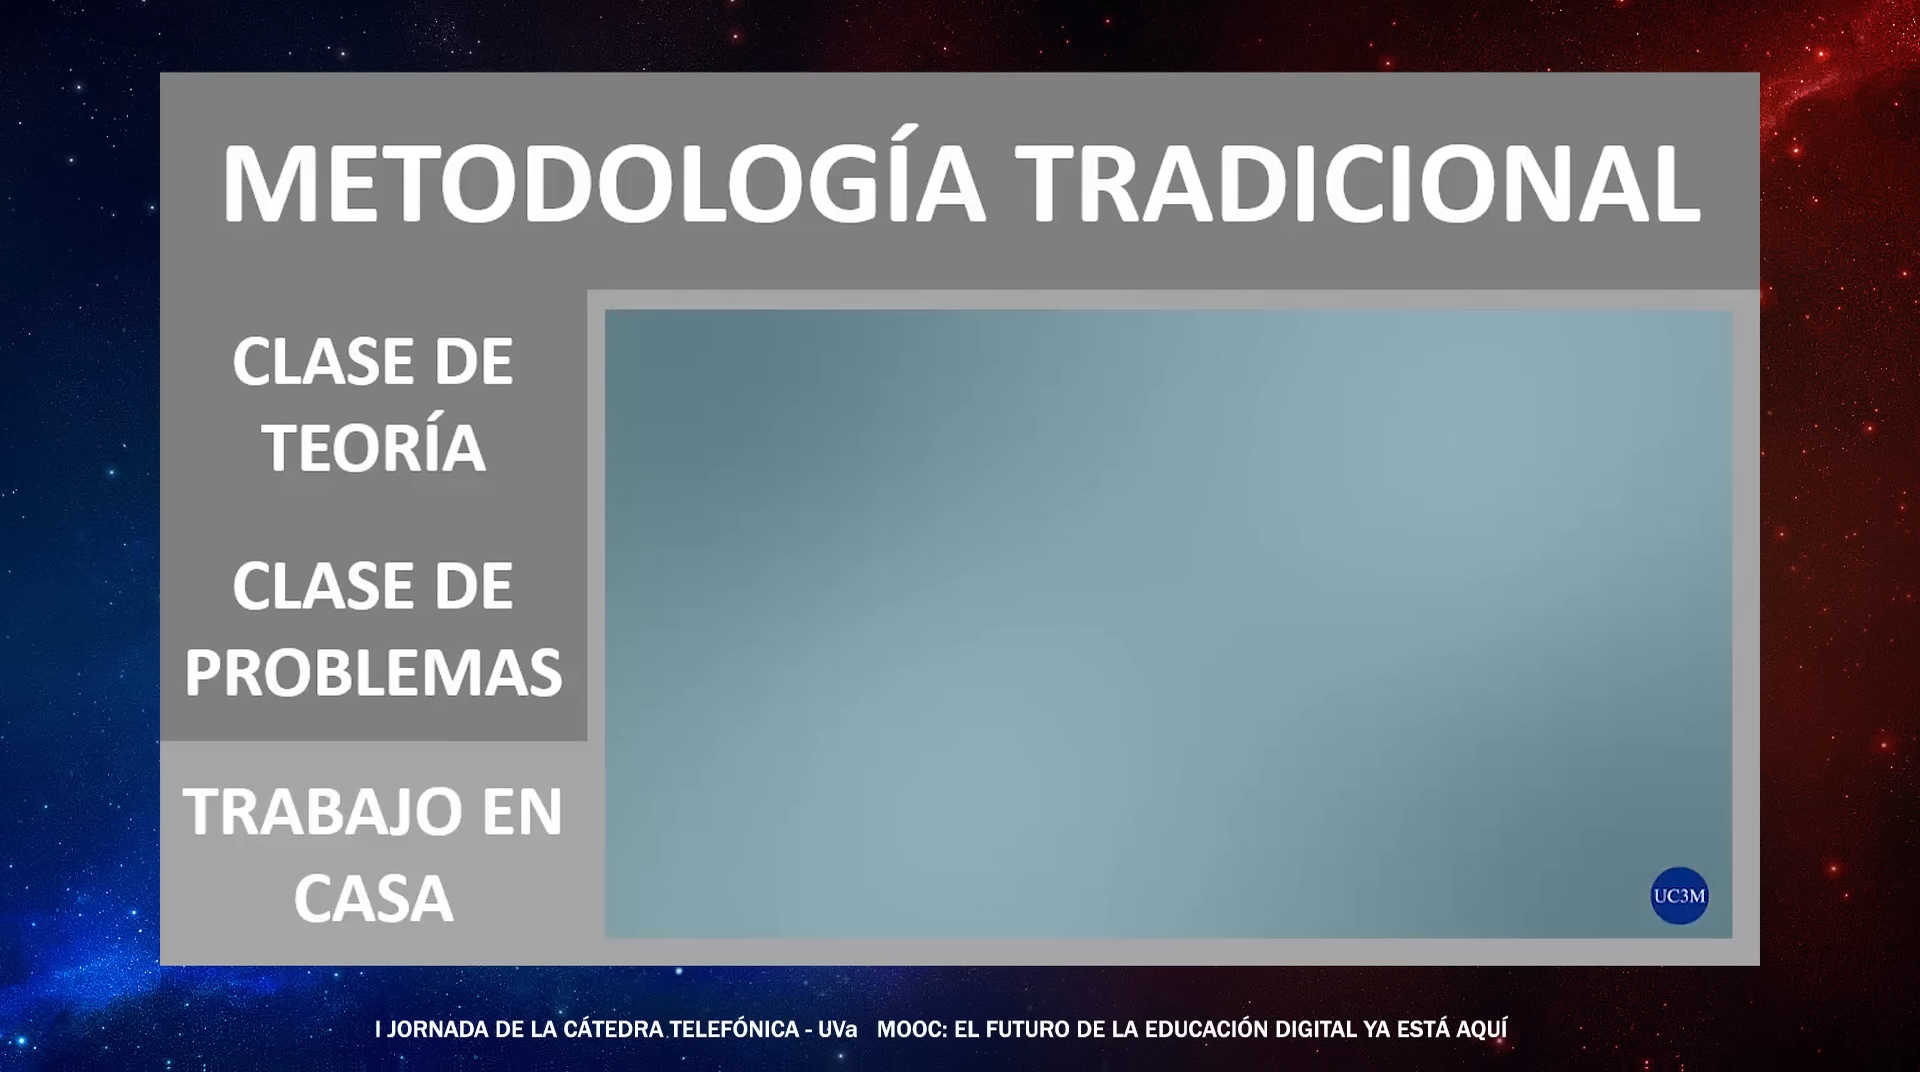 METODOLOGÍA TRADICIONAL
CLASE DE
TEORÍA
CLASE DE
PROBLEMAS
TRABAJO EN
CASA
UC3M
I JORNADA DE LA CÁTEDRA TELEFÓNICA - UVa MOOC: EL FUTURO DE LA EDUCACIÓN DIGITAL YA ESTÁ AQUÍ